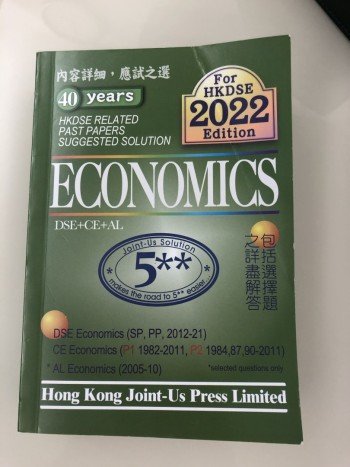 內容詳細，應試之選
40 years
HKDSE RELATED
PAST PAPERS
SUGGESTED SOLUTION
For
HKDSE
2022
Edition
ECONOMICS
DSE+CE+AL
Joint-Us Solution
5**
makes the road to 5** easier
包括選擇題
之詳盡解答
DSE Economics (SP, PP, 2012-21)
CE Economics (P1 1982-2011, P2 1984,87,90-2011)
* AL Economics (2005-10)
*selected questions only
Hong Kong Joint-Us Press Limited